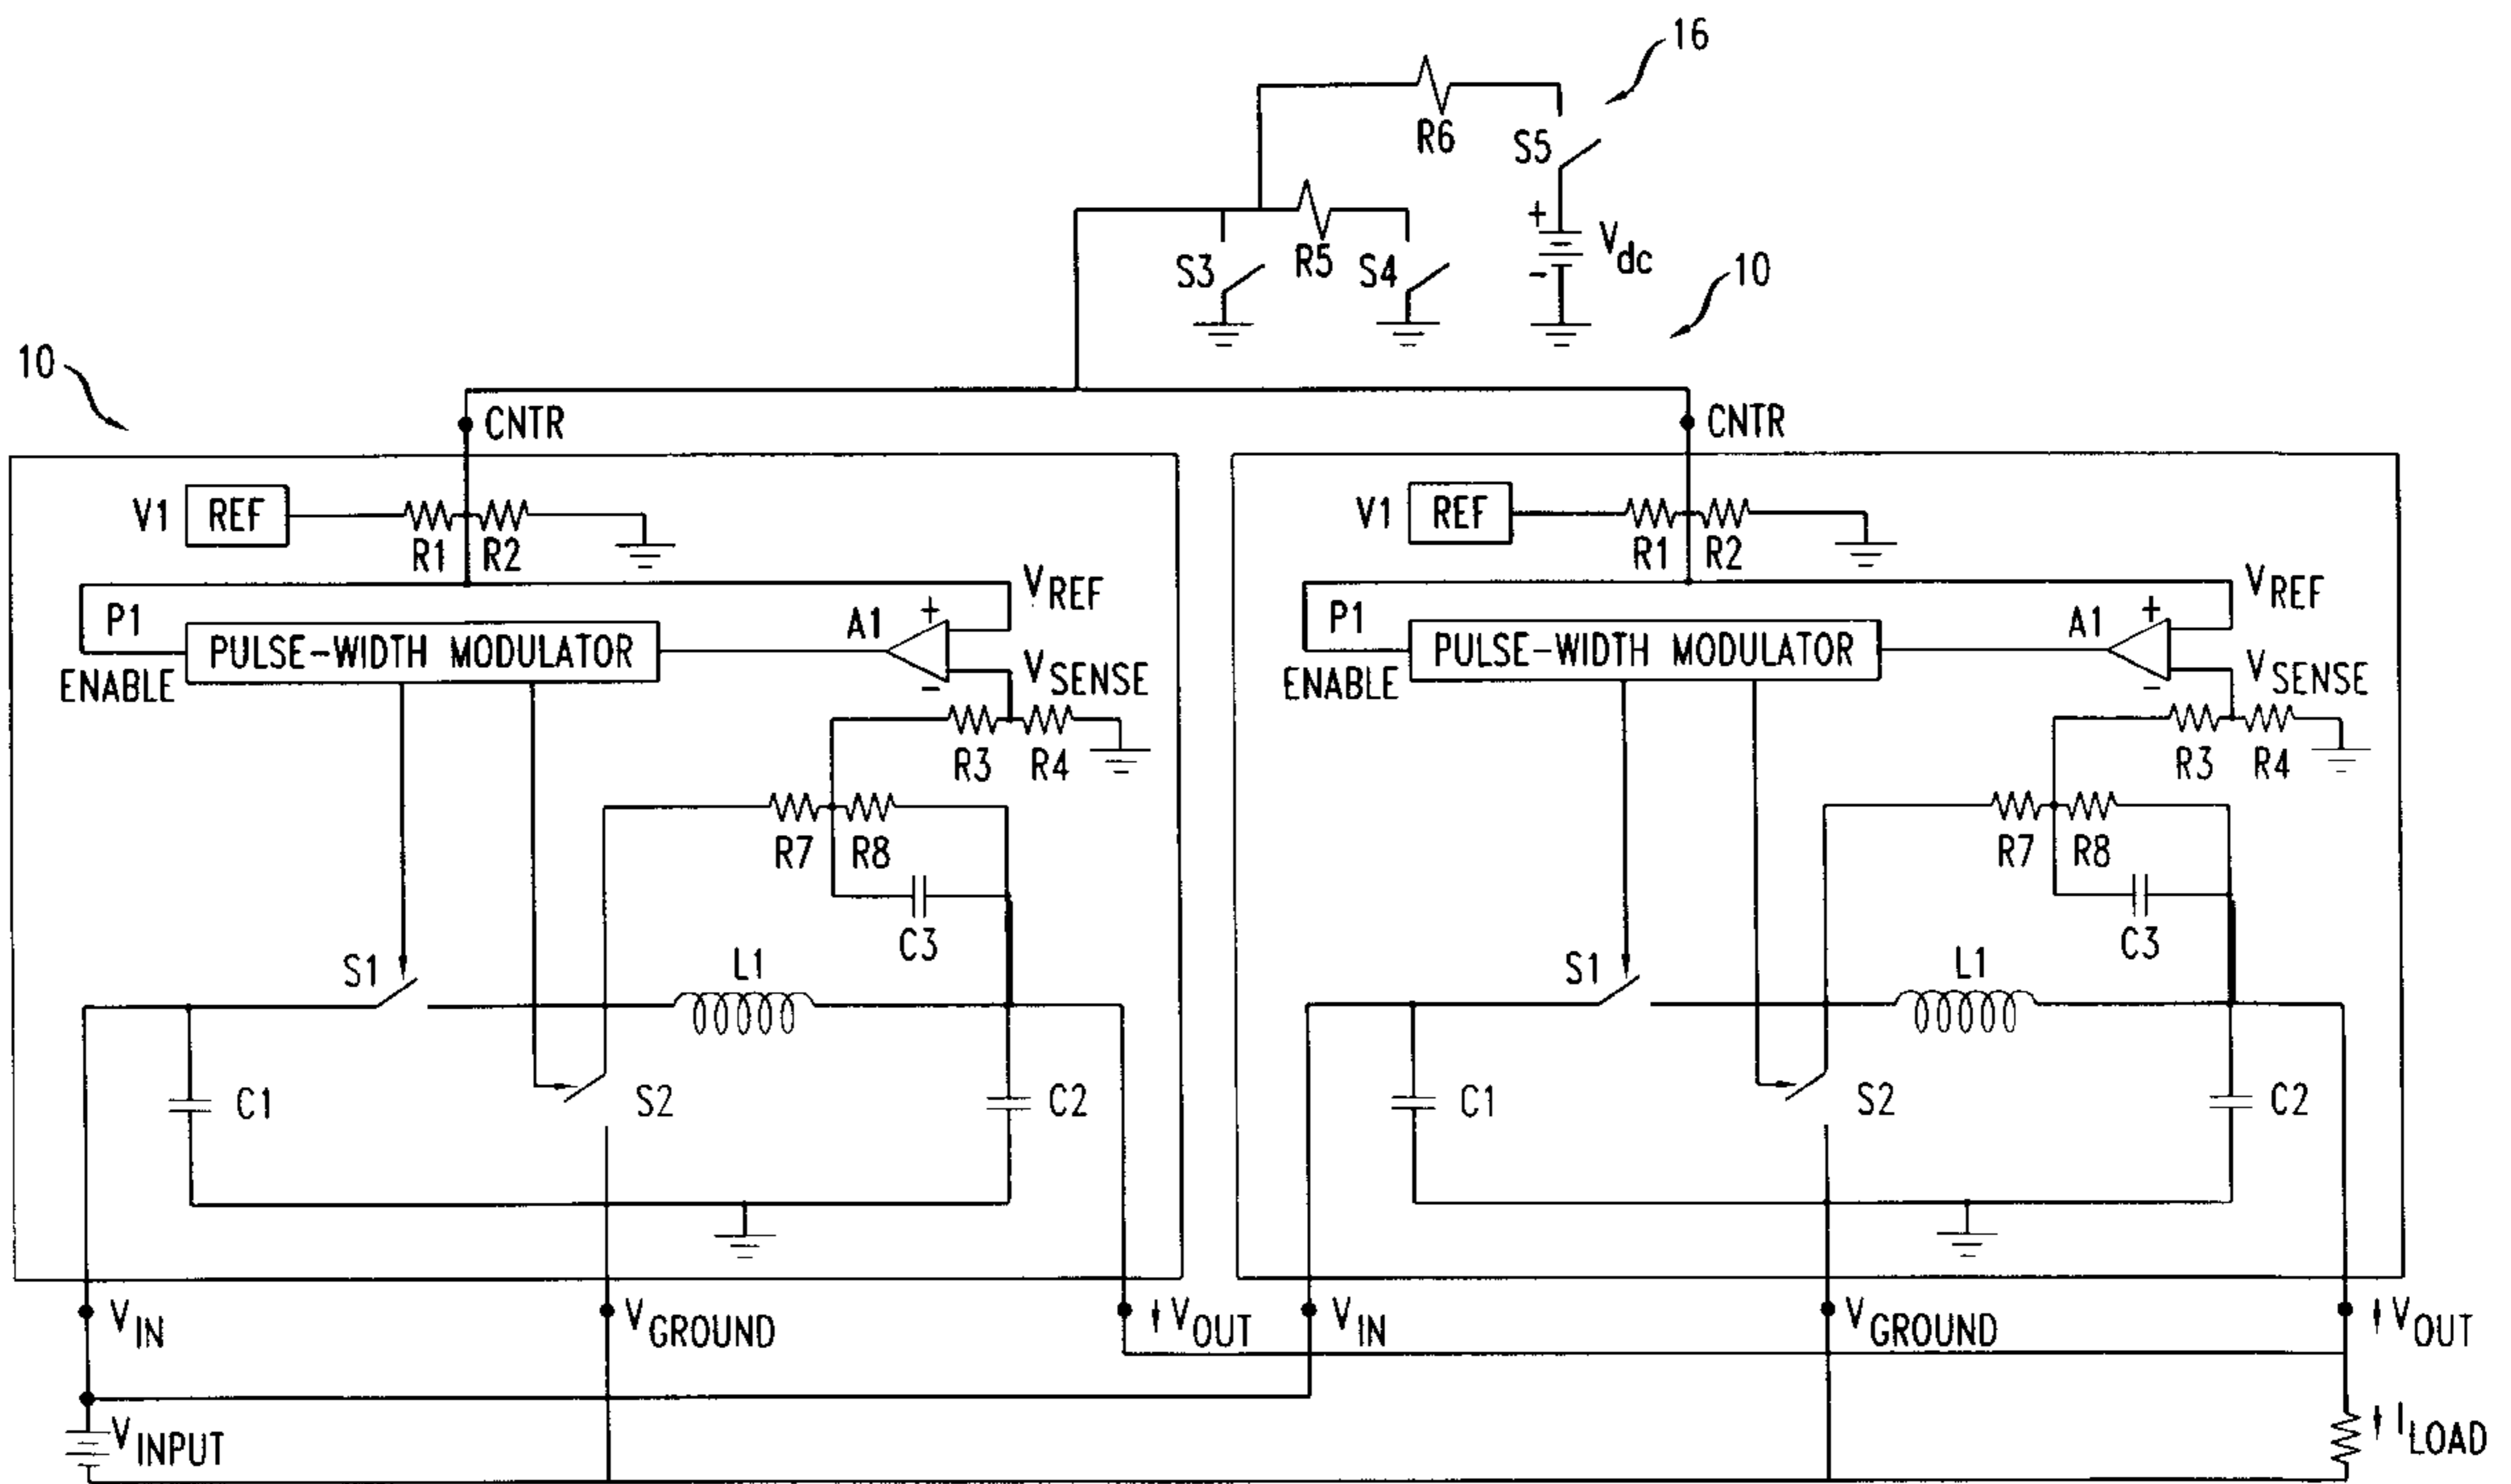 16
R6
S5
+
Vdc
-
S3
R5
S4
10
10
CNTR
CNTR
V1
REF
R1
R2
VREF
P1
ENABLE
PULSE-WIDTH MODULATOR
A1
+
-
VSENSE
R3
R4
R7
R8
C3
S1
L1
C1
S2
C2
V1
REF
R1
R2
VREF
P1
ENABLE
PULSE-WIDTH MODULATOR
A1
+
-
VSENSE
R3
R4
R7
R8
C3
S1
L1
C1
S2
C2
VIN
VGROUND
VOUT
VIN
VGROUND
VOUT
VINPUT
ILOAD